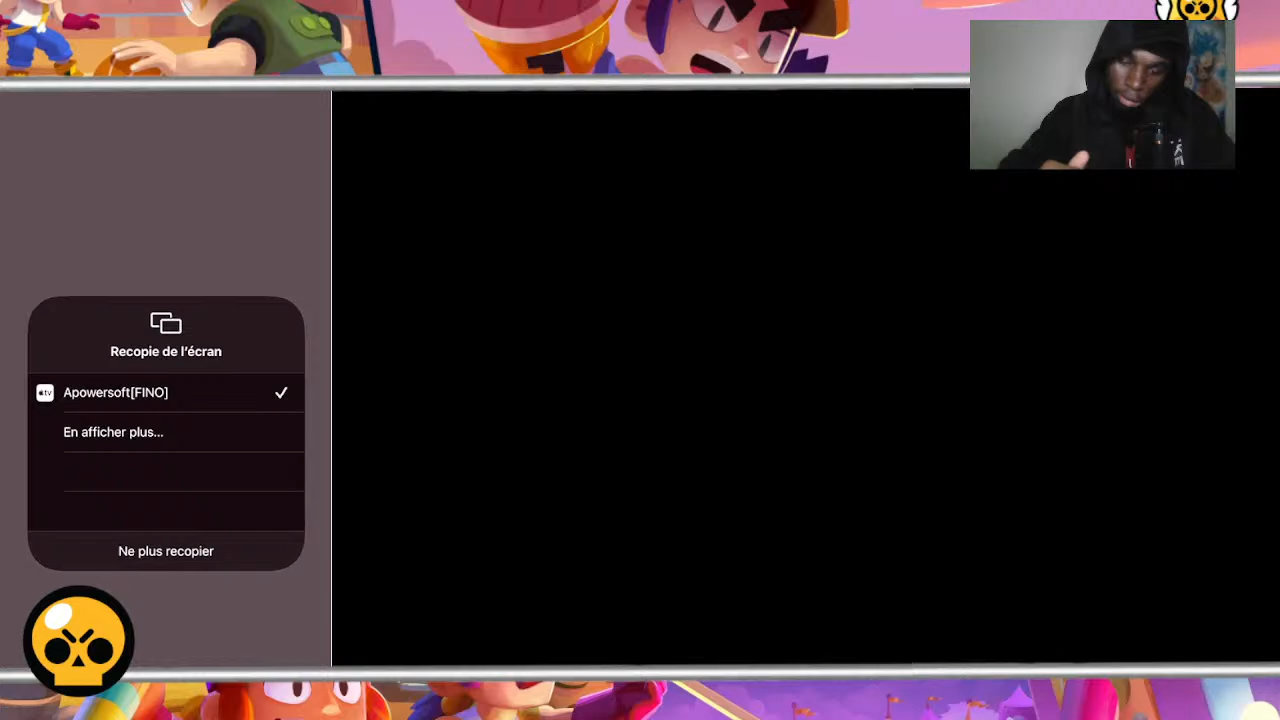 Recopie de l'écran
Apowersoft[FINO]
En afficher plus...
Ne plus recopier